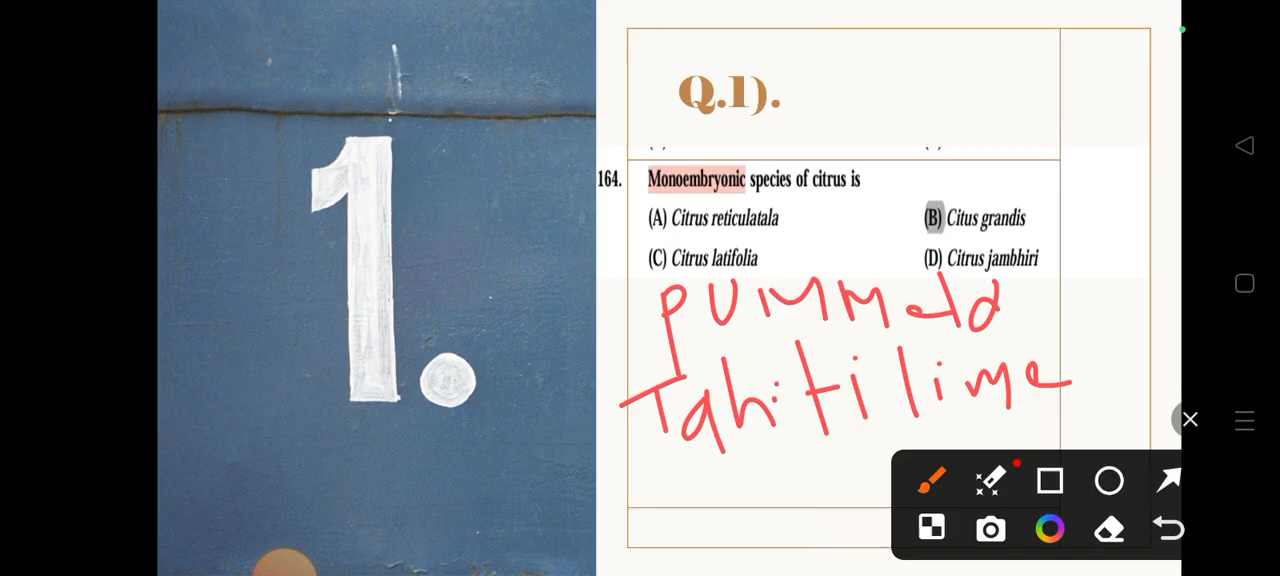 1.
Q.1).
164. Monoembryonic species of citrus is
(A) Citrus reticulatala (B) Citus grandis
(C) Citrus latifolia (D) Citrus jambhiri
PUMMelo
Tahiti lime